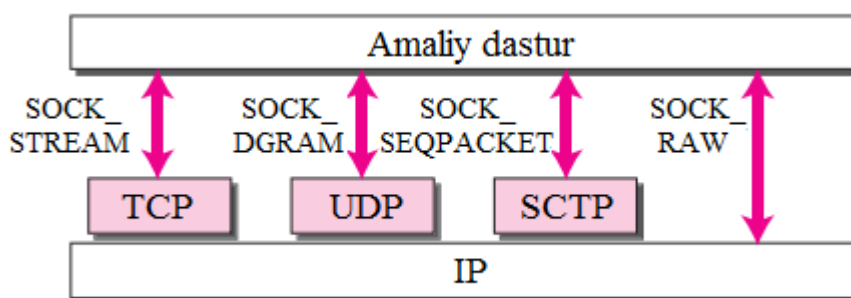 Amaliy dastur
SOCK_
STREAM
SOCK_
DGRAM
SOCK_
SEQPACKET
SOCK_
RAW
TCP
UDP
SCTP
IP